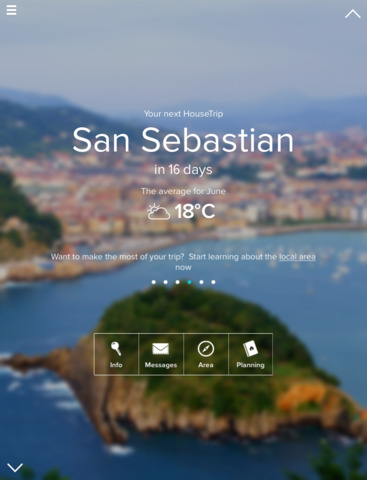 Your next HouseTrip
San Sebastian
in 16 days
The average for June
18°C
Want to make the most of your trip? Start learning about the local area
now
Info
Messages
Area
Planning